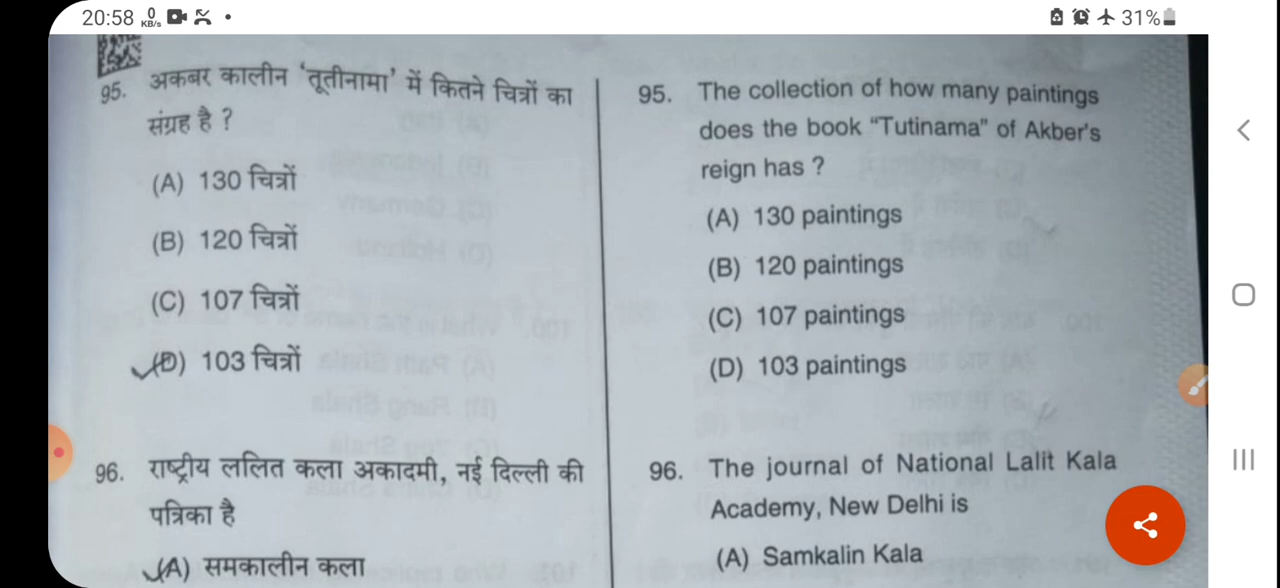 20:58 0 KB/s 31%
95. अकबर कालीन 'तूतीनामा' में कितने चित्रों का
संग्रह है ?
(A) 130 चित्रों
(B) 120 चित्रों
(C) 107 चित्रों
(D) 103 चित्रों
96. राष्ट्रीय ललित कला अकादमी, नई दिल्ली की
पत्रिका है
(A) समकालीन कला
95. The collection of how many paintings
does the book "Tutinama" of Akber's
reign has ?
(A) 130 paintings
(B) 120 paintings
(C) 107 paintings
(D) 103 paintings
96. The journal of National Lalit Kala
Academy, New Delhi is
(A) Samkalin Kala